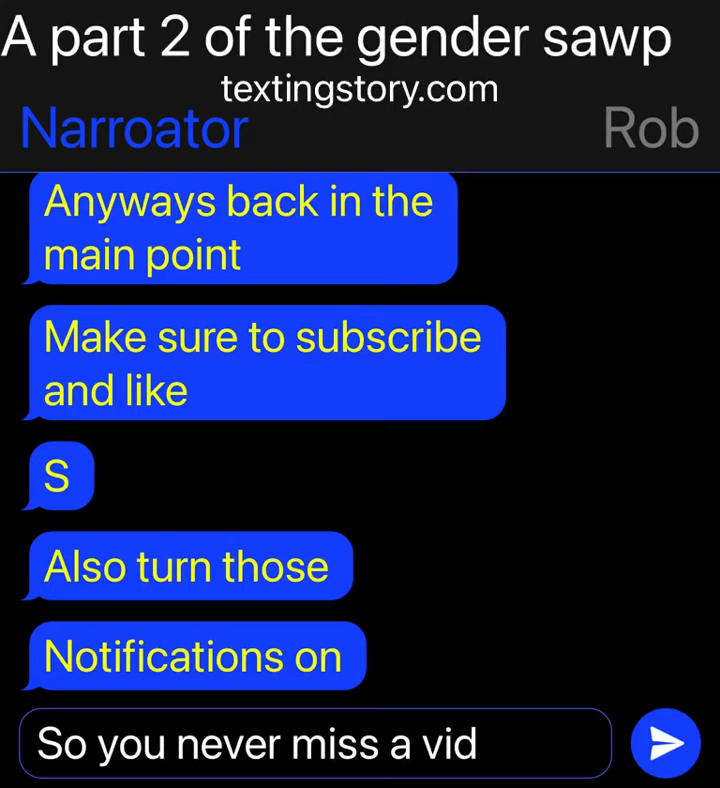 A part 2 of the gender sawp
textingstory.com
Narroator
Rob
Anyways back in the
main point
Make sure to subscribe
and like
S
Also turn those
Notifications on
So you never miss a vid